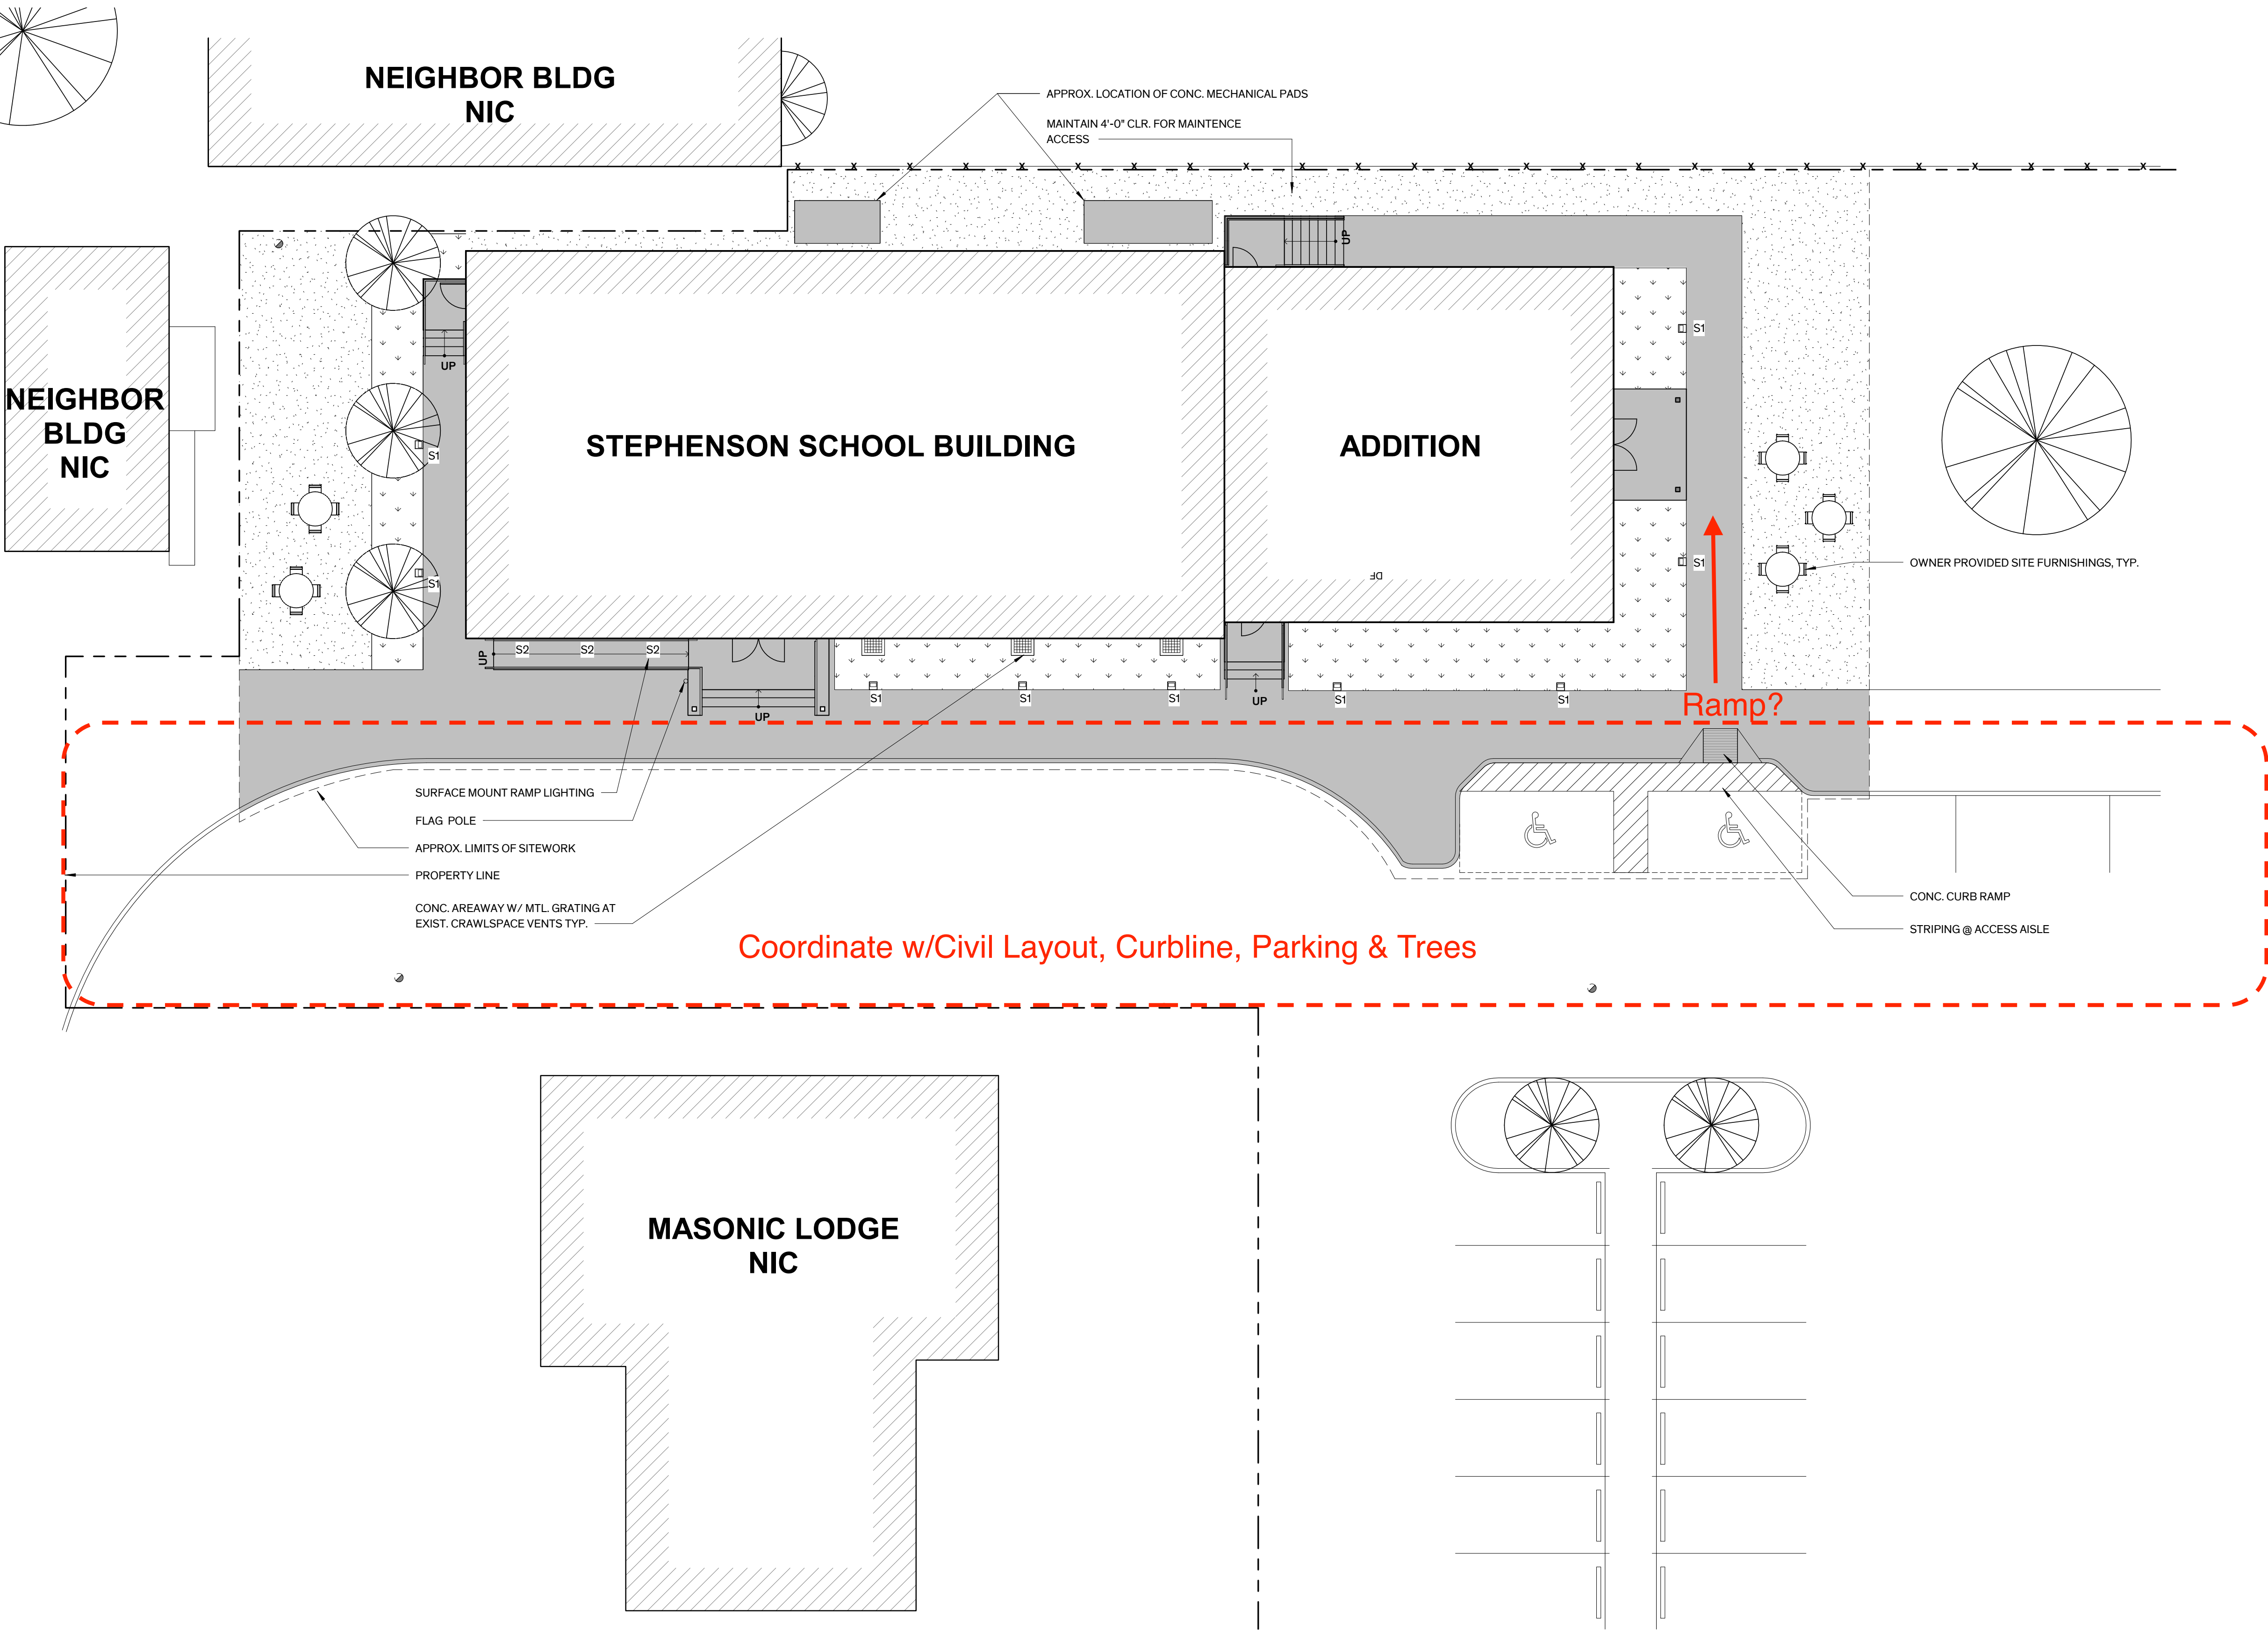 NEIGHBOR BLDG
NIC
APPROX. LOCATION OF CONC. MECHANICAL PADS
MAINTAIN 4'-0" CLR. FOR MAINTENCE
ACCESS
X X X X X X X X X X X X X X X X X X X X X X X X X
UP
NEIGHBOR
BLDG
NIC
UP
STEPHENSON SCHOOL BUILDING
ADDITION
S1
S1
S1
S1
DF
OWNER PROVIDED SITE FURNISHINGS, TYP.
UP
S2 S2 S2
S1 S1 S1 S1 S1
UP
UP
Ramp?
SURFACE MOUNT RAMP LIGHTING
FLAG POLE
APPROX. LIMITS OF SITEWORK
PROPERTY LINE
CONC. AREAWAY W/ MTL. GRATING AT
EXIST. CRAWLSPACE VENTS TYP.
CONC. CURB RAMP
STRIPING @ ACCESS AISLE
Coordinate w/Civil Layout, Curbline, Parking & Trees
MASONIC LODGE
NIC